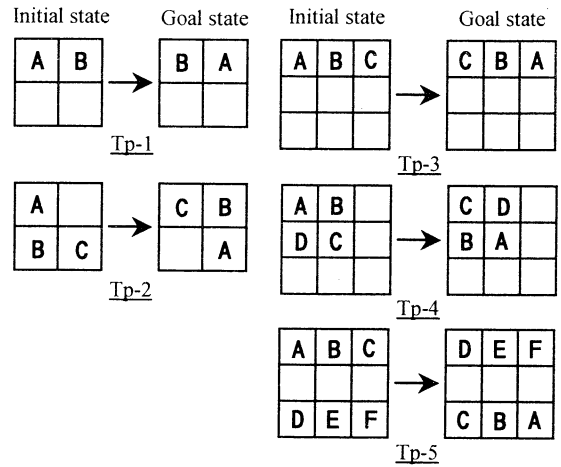 Initial state Goal state Initial state Goal state
A B B A
Tp-1
A B C C B A
Tp-3
A C B
B C A
Tp-2
A B C D
D C B A
Tp-4
A B C D E F
D E F C B A
Tp-5